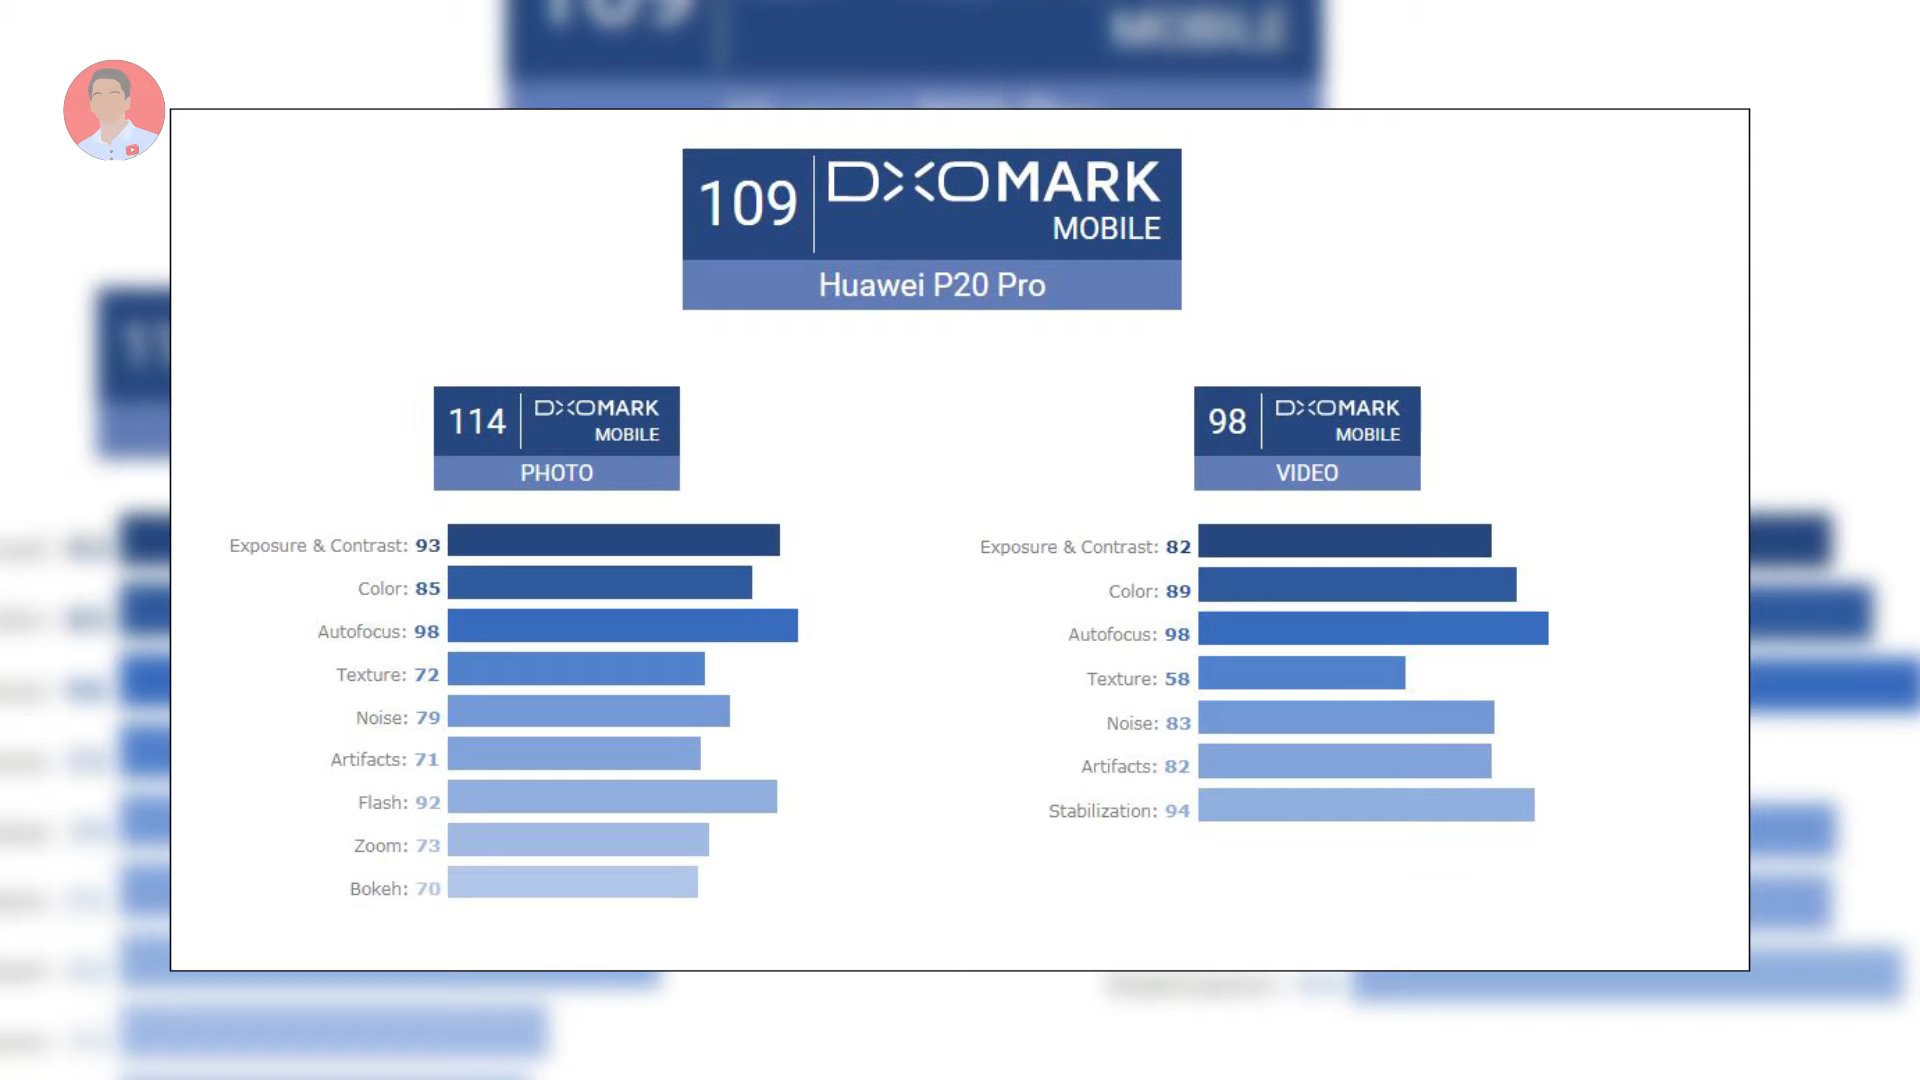 109
MOBILE
109 DXOMARK
MOBILE
Huawei P20 Pro
114 DXOMARK
MOBILE
PHOTO
Exposure & Contrast: 93
Color: 85
Autofocus: 98
Texture: 72
Noise: 79
Artifacts: 71
Flash: 92
Zoom: 73
Bokeh: 70
98 DXOMARK
MOBILE
VIDEO
Exposure & Contrast: 82
Color: 89
Autofocus: 98
Texture: 58
Noise: 83
Artifacts: 82
Stabilization: 94